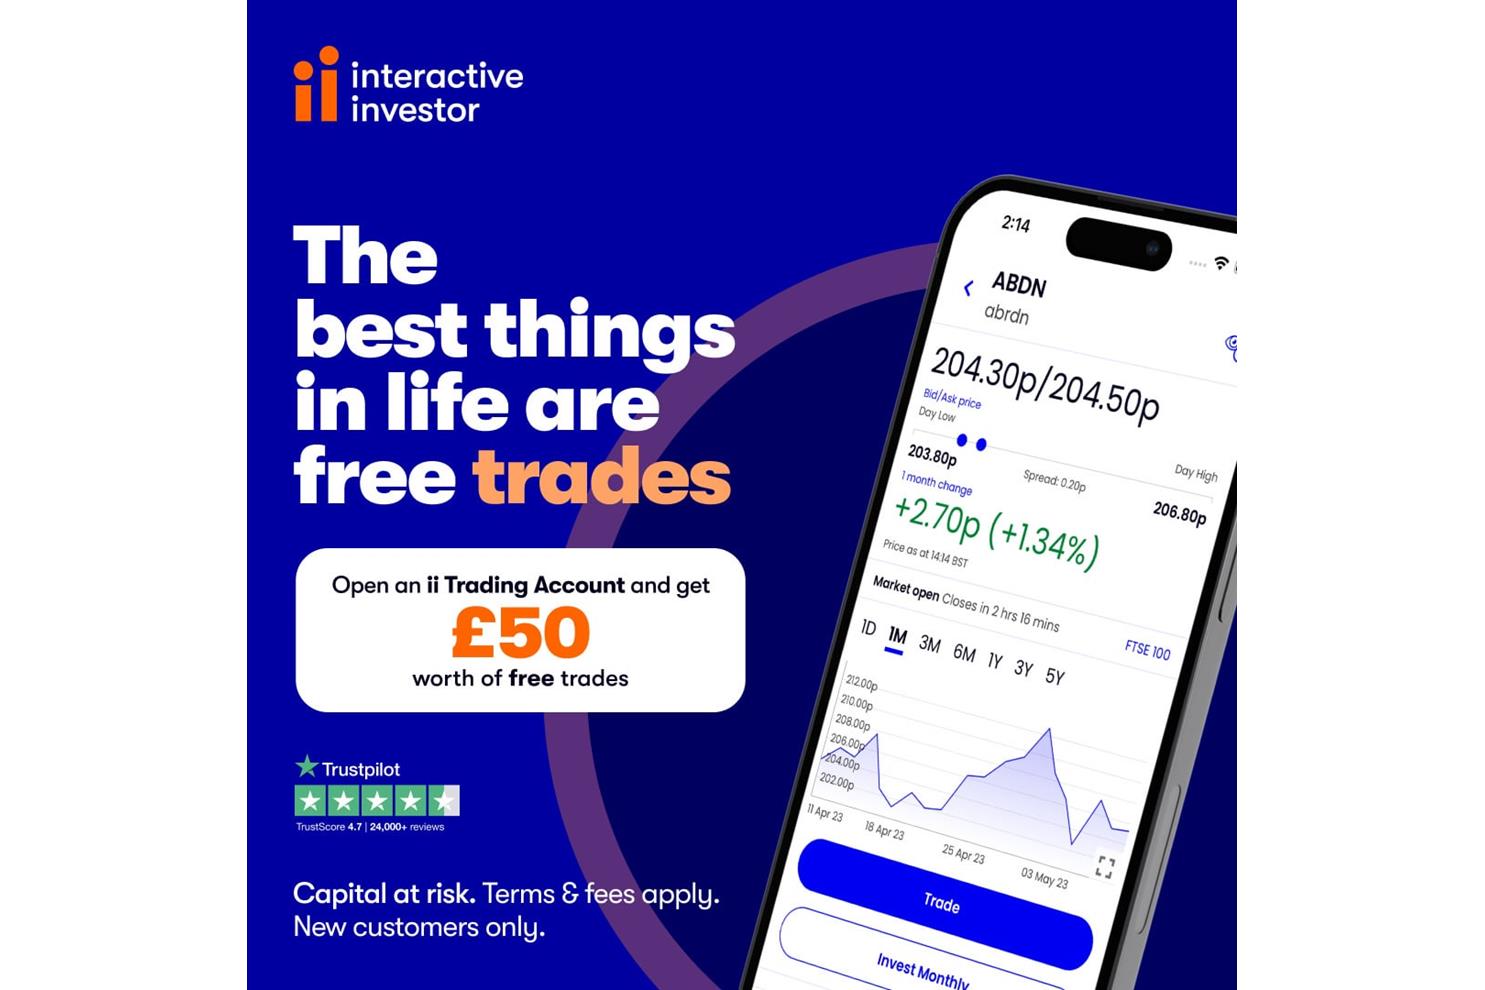 interactive
investor
The
best things
in life are
free trades
Open an ii Trading Account and get
£50
worth of free trades
Trustpilot
TrustScore 4.7 | 24,000+ reviews
Capital at risk. Terms & fees apply.
New customers only.
2:14
ABDN
abrdn
204.30p/204.50p
Bid/Ask price
Day Low
Day High
203.80p
Spread: 0.20p
206.80p
1 month change
+2.70p (+1.34%)
Price as at 14:14 BST
Market open Closes in 2 hrs 16 mins
FTSE 100
1D 1M 3M 6M 1Y 3Y 5Y
212.00p
210.00p
208.00p
206.00p
204.00p
202.00p
11 Apr 23
18 Apr 23
25 Apr 23
03 May 23
Trade
Invest Monthly